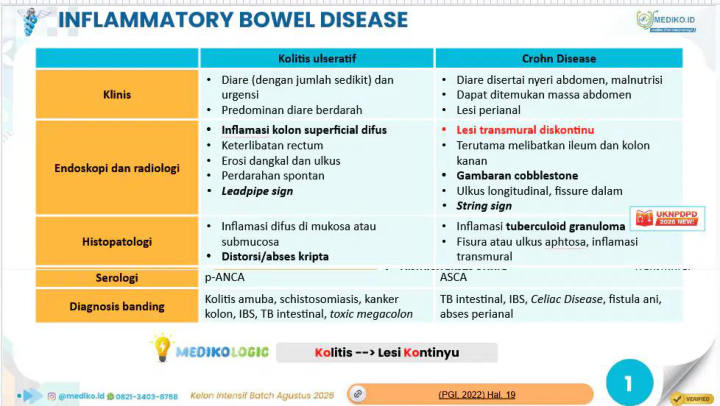 INFLAMMATORY BOWEL DISEASE
MEDIKO.ID
Kolitis ulseratif
Crohn Disease
Klinis
• Diare (dengan jumlah sedikit) dan
urgensi
• Predominan diare berdarah
• Diare disertai nyeri abdomen, malnutrisi
• Dapat ditemukan massa abdomen
• Lesi perianal
Endoskopi dan radiologi
• Inflamasi kolon superficial difus
• Keterlibatan rectum
• Erosi dangkal dan ulkus
• Perdarahan spontan
• Leadpipe sign
• Lesi transmural diskontinu
• Terutama melibatkan ileum dan kolon
kanan
• Gambaran cobblestone
• Ulkus longitudinal, fissure dalam
• String sign
UKNPDPD
2026 NEW!
Histopatologi
• Inflamasi difus di mukosa atau
submucosa
• Distorsi/abses kripta
• Inflamasi tuberculoid granuloma
• Fisura atau ulkus aphtosa, inflamasi
transmural
Serologi
p-ANCA
ASCA
Diagnosis banding
Kolitis amuba, schistosomiasis, kanker
kolon, IBS, TB intestinal, toxic megacolon
TB intestinal, IBS, Celiac Disease, fistula ani,
abses perianal
MEDIKOLOGIC
Kolitis --> Lesi Kontinyu
1
@mediko.id 0821-3403-8768
Kelon Intensif Batch Agustus 2026
(PGI, 2022) Hal. 19
VERIFIED